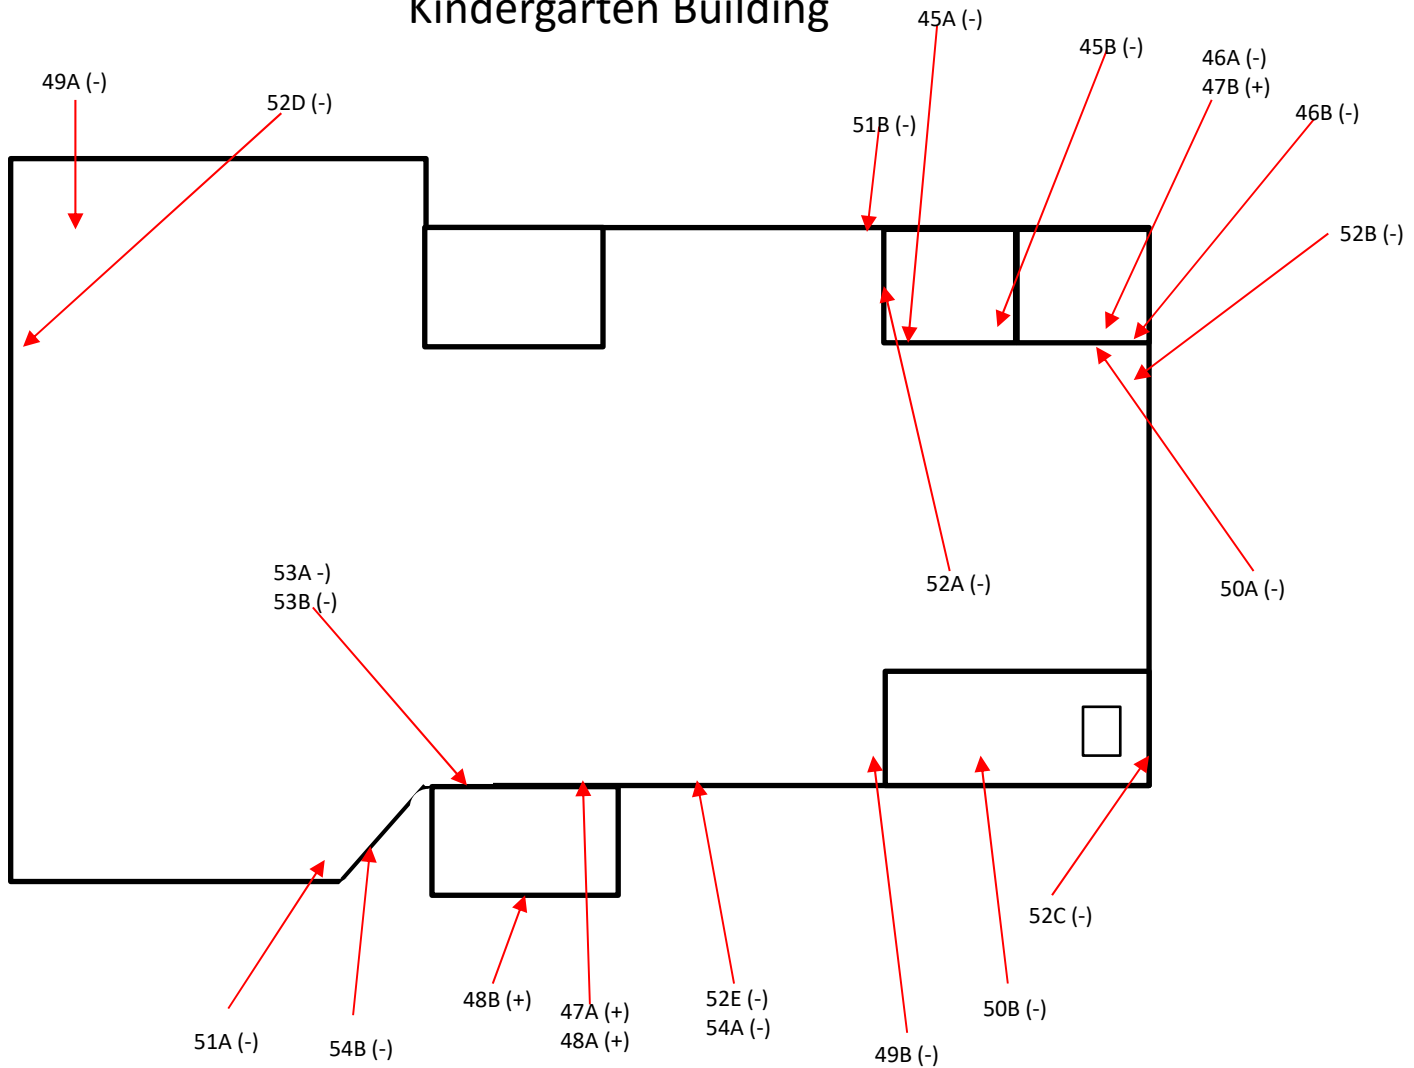 Kindergarten Building
45A (-)
45B (-)
46A (-)
47B (+)
49A (-)
52D (-)
46B (-)
51B (-)
52B (-)
53A -)
53B (-)
52A (-)
50A (-)
52C (-)
48B (+)
47A (+)
48A (+)
52E (-)
54A (-)
50B (-)
51A (-)
54B (-)
49B (-)